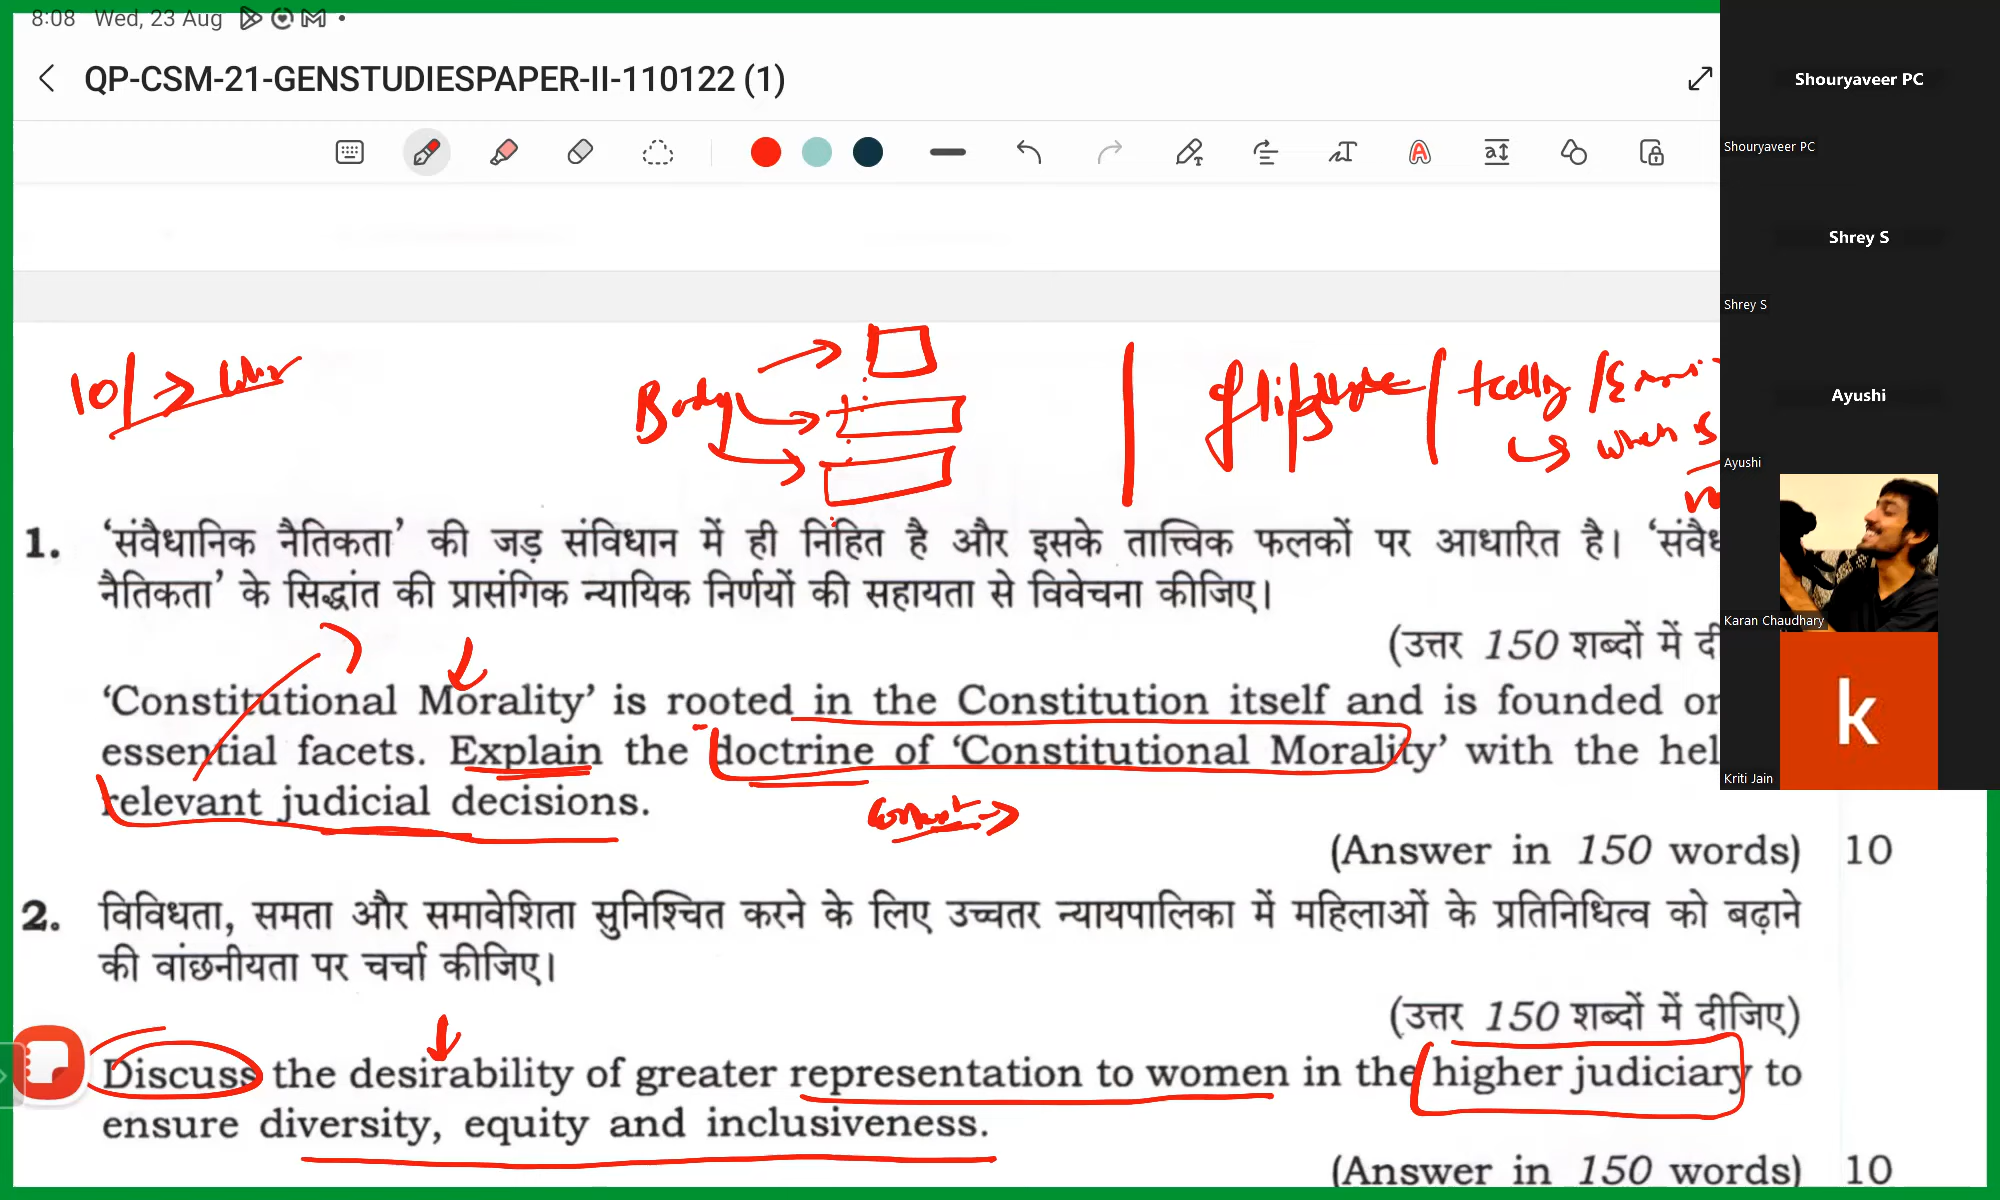 8:08 Wed, 23 Aug
QP-CSM-21-GENSTUDIESPAPER-II-110122 (1)
Shouryaveer PC
Shouryaveer PC
Shrey S
Shrey S
Ayushi
Ayushi
Karan Chaudhary
k
Kriti Jain
10
Body
when is
1. 'संवैधानिक नैतिकता' की जड़ संविधान में ही निहित है और इसके तात्त्विक फलकों पर आधारित है। 'संवै
नैतिकता' के सिद्धांत की प्रासंगिक न्यायिक निर्णयों की सहायता से विवेचना कीजिए।
(उत्तर 150 शब्दों में दी
'Constitutional Morality' is rooted in the Constitution itself and is founded on
essential facets. Explain the doctrine of 'Constitutional Morality' with the hel
relevant judicial decisions.
(Answer in 150 words) 10
2. विविधता, समता और समावेशिता सुनिश्चित करने के लिए उच्चतर न्यायपालिका में महिलाओं के प्रतिनिधित्व को बढ़ाने
की वांछनीयता पर चर्चा कीजिए।
(उत्तर 150 शब्दों में दीजिए)
Discuss the desirability of greater representation to women in the higher judiciary to
ensure diversity, equity and inclusiveness.
(Answer in 150 words) 10